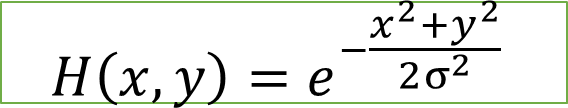 H(x, y) = e^{-\frac{x^2+y^2}{2σ^2}}